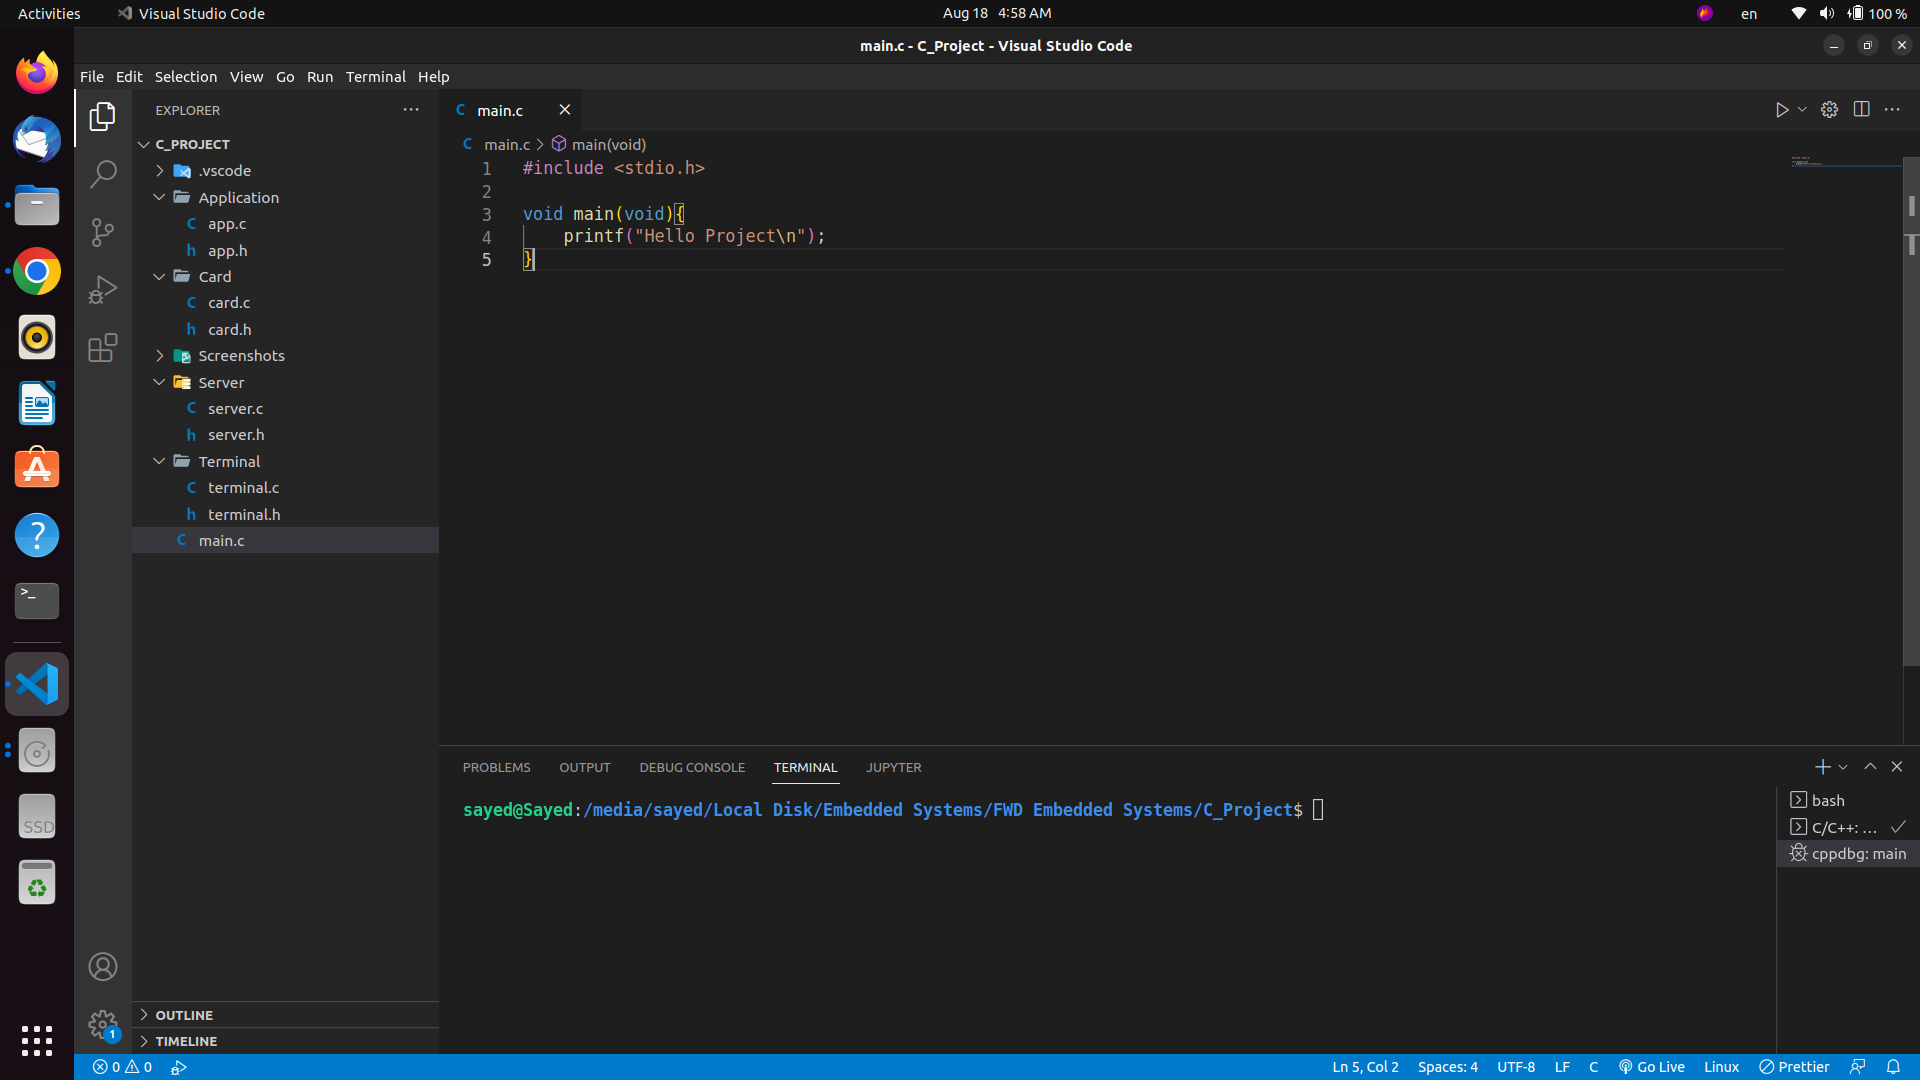 Activities Visual Studio Code Aug 18 4:58 AM en 100 %
main.c - C_Project - Visual Studio Code
File Edit Selection View Go Run Terminal Help
EXPLORER
C_PROJECT
.vscode
Application
C app.c
h app.h
Card
C card.c
h card.h
Screenshots
Server
C server.c
h server.h
Terminal
C terminal.c
h terminal.h
C main.c
OUTLINE
TIMELINE
C main.c
C main.c > main(void)
1 #include <stdio.h>
2
3 void main(void){
4 printf("Hello Project\n");
5 }
PROBLEMS OUTPUT DEBUG CONSOLE TERMINAL JUPYTER
sayed@Sayed:/media/sayed/Local Disk/Embedded Systems/FWD Embedded Systems/C_Project$
bash
C/C++: ...
cppdbg: main
SSD
1
0 0 Ln 5, Col 2 Spaces: 4 UTF-8 LF C Go Live Linux Prettier